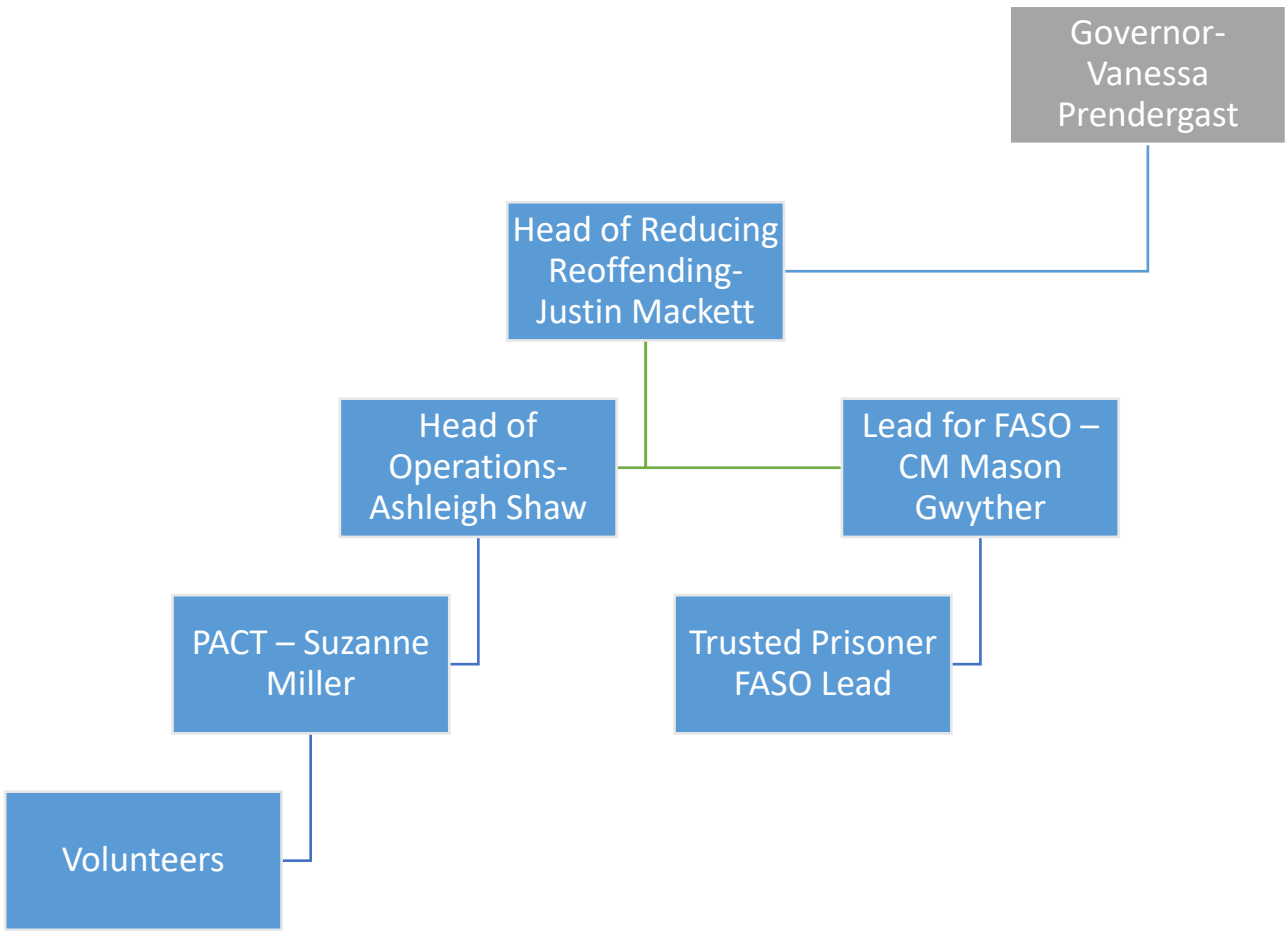 Governor-
Vanessa
Prendergast
Head of Reducing
Reoffending-
Justin Mackett
Head of
Operations-
Ashleigh Shaw
Lead for FASO –
CM Mason
Gwyther
PACT – Suzanne
Miller
Trusted Prisoner
FASO Lead
Volunteers